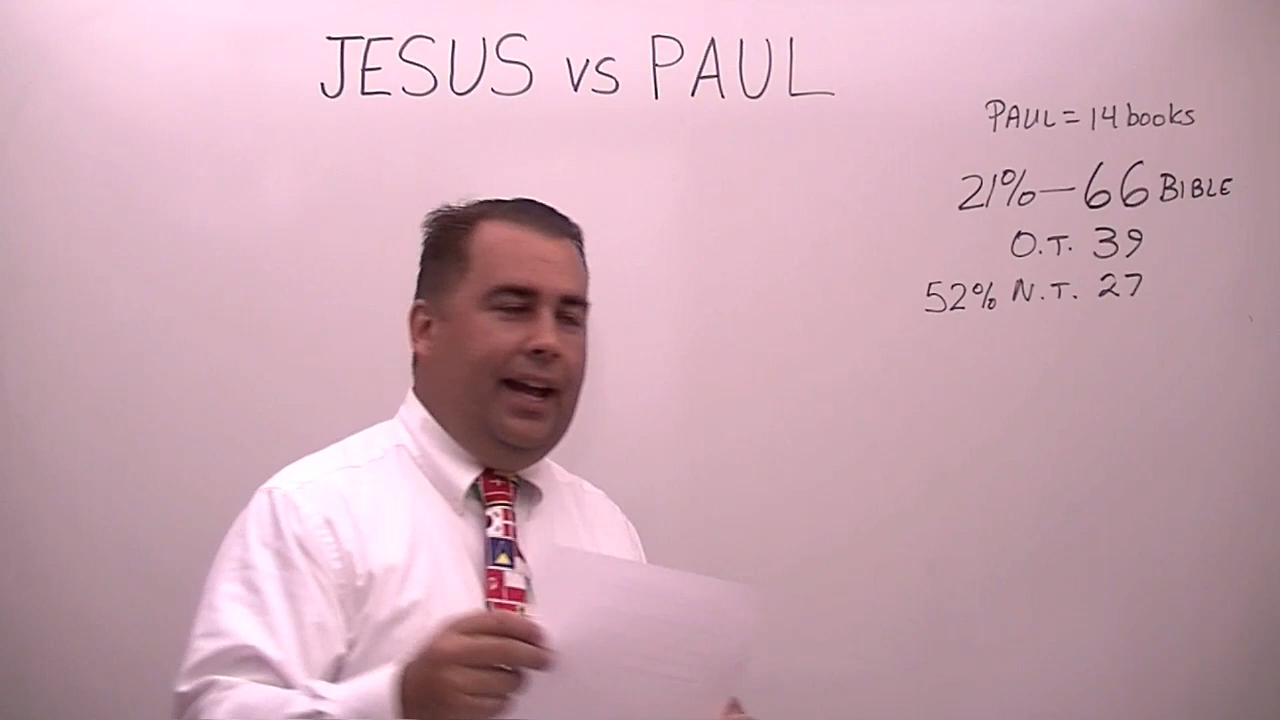 JESUS vs PAUL
PAUL = 14 books
21% — 66 BIBLE
O.T. 39
52% N.T. 27